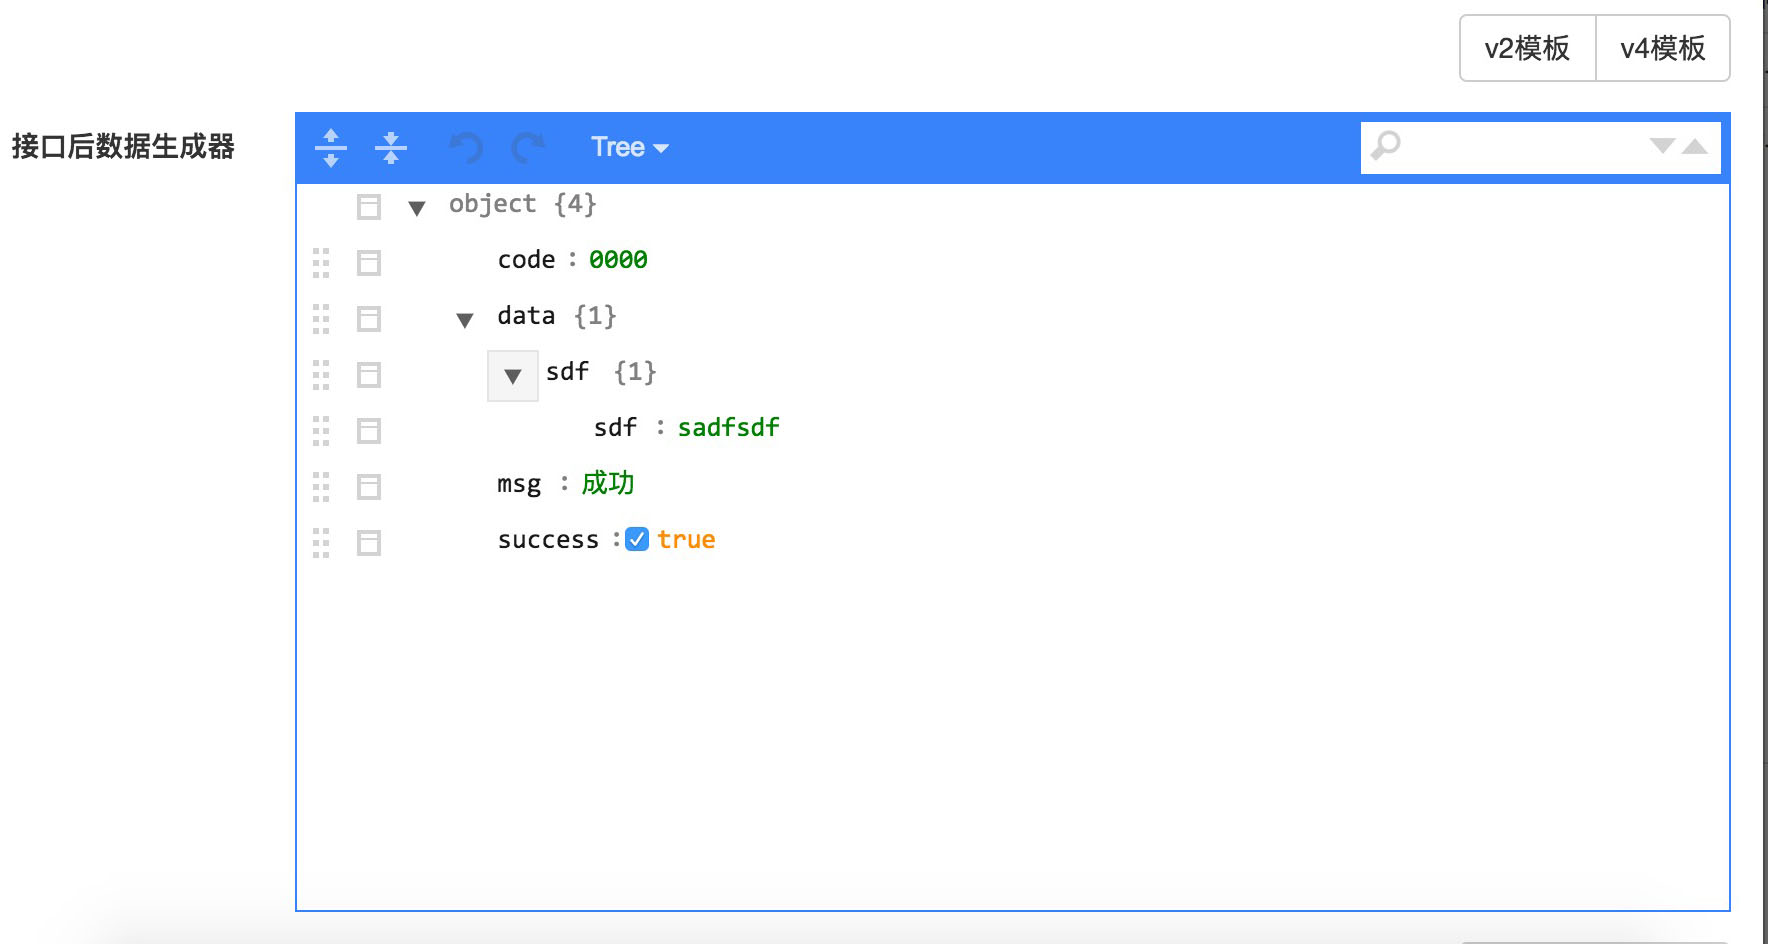 v2模板 v4模板
接口后数据生成器
Tree
object {4}
code : 0000
data {1}
sdf {1}
sdf : sadfsdf
msg : 成功
success : true